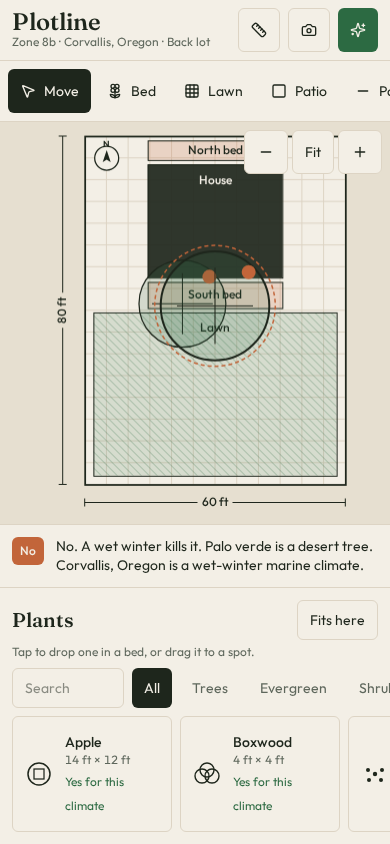 Plotline
Zone 8b · Corvallis, Oregon · Back lot
Move
Bed
Lawn
Patio
N
North bed
Fit
House
South bed
Lawn
80 ft
60 ft
No
No. A wet winter kills it. Palo verde is a desert tree.
Corvallis, Oregon is a wet-winter marine climate.
Plants
Fits here
Tap to drop one in a bed, or drag it to a spot.
Search
All
Trees
Evergreen
Apple
14 ft × 12 ft
Yes for this
climate
Boxwood
4 ft × 4 ft
Yes for this
climate